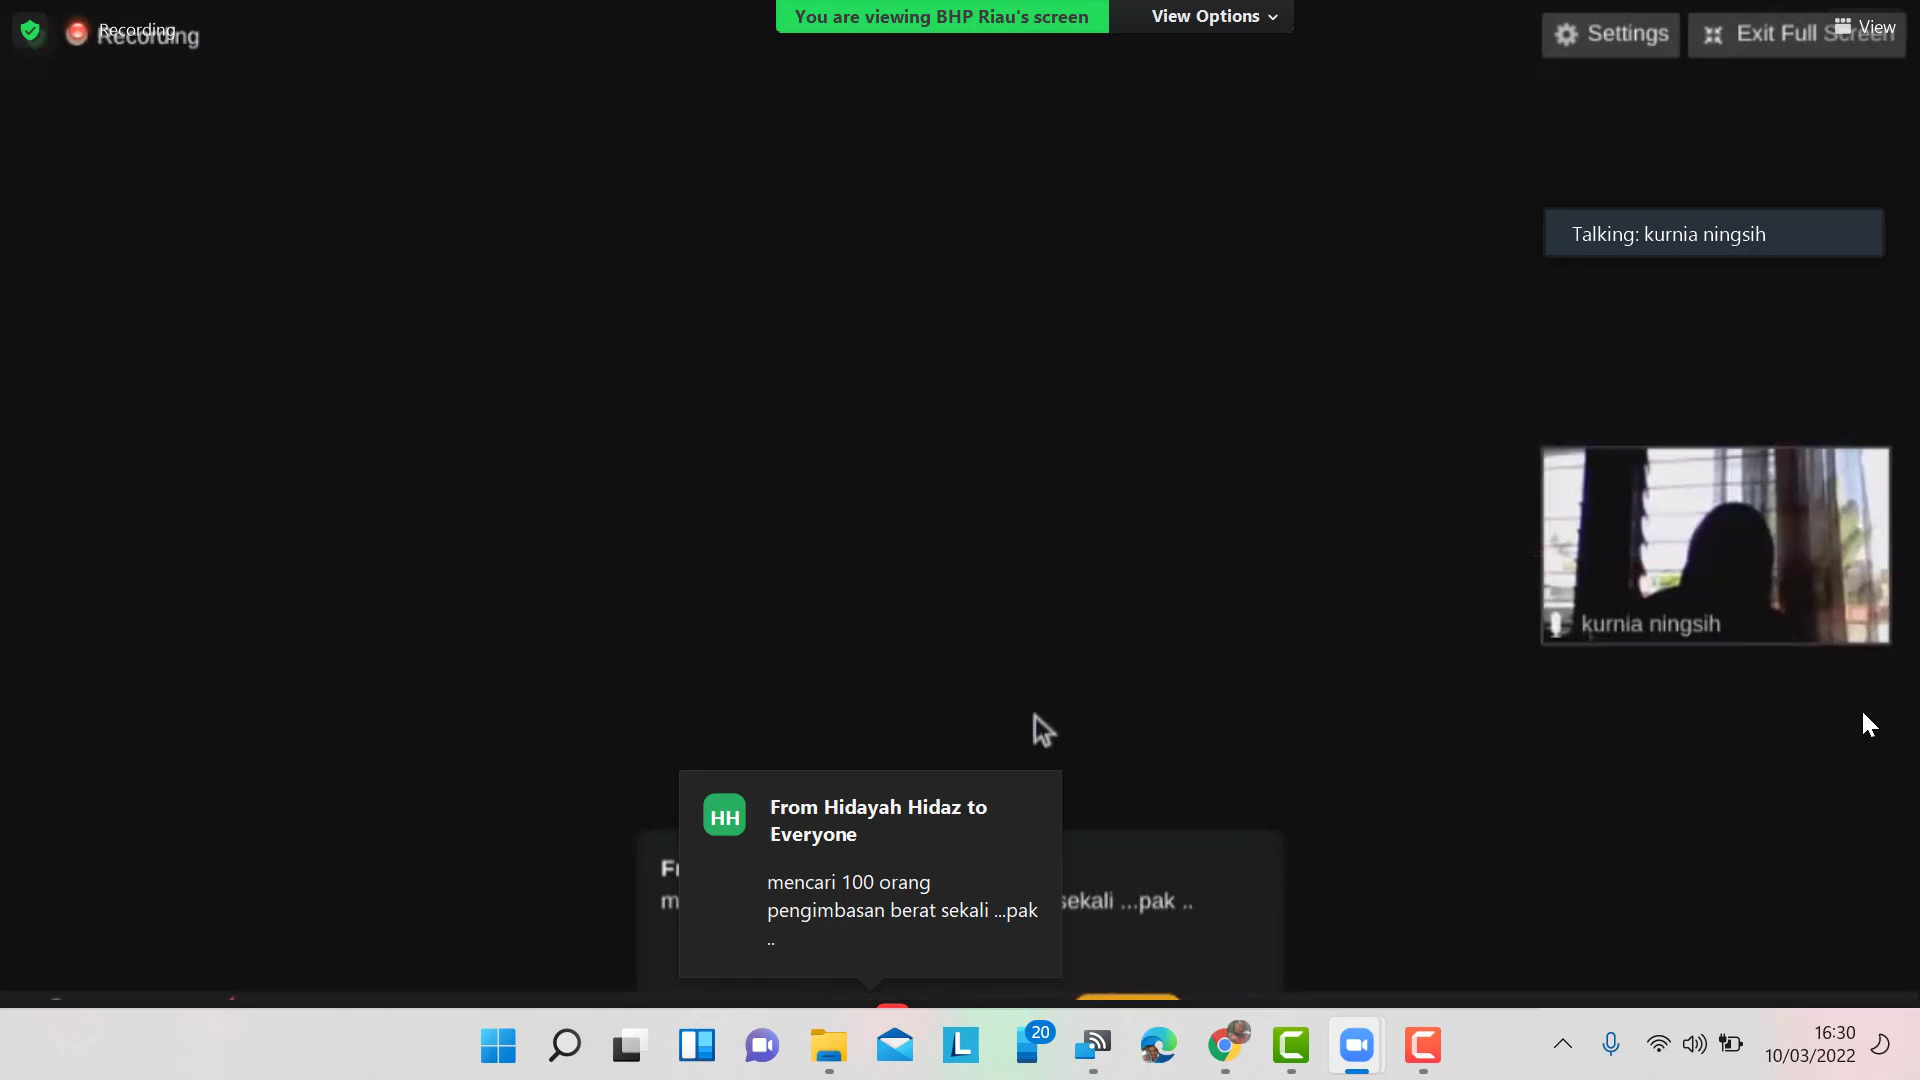 Recording
Recording
You are viewing BHP Riau's screen
View Options
Settings
Exit Full Screen
View
Talking: kurnia ningsih
kurnia ningsih
HH
From Hidayah Hidaz to
Everyone
mencari 100 orang
pengimbasan berat sekali ...pak
..
sekali ...pak ..
20
L
16:30
10/03/2022